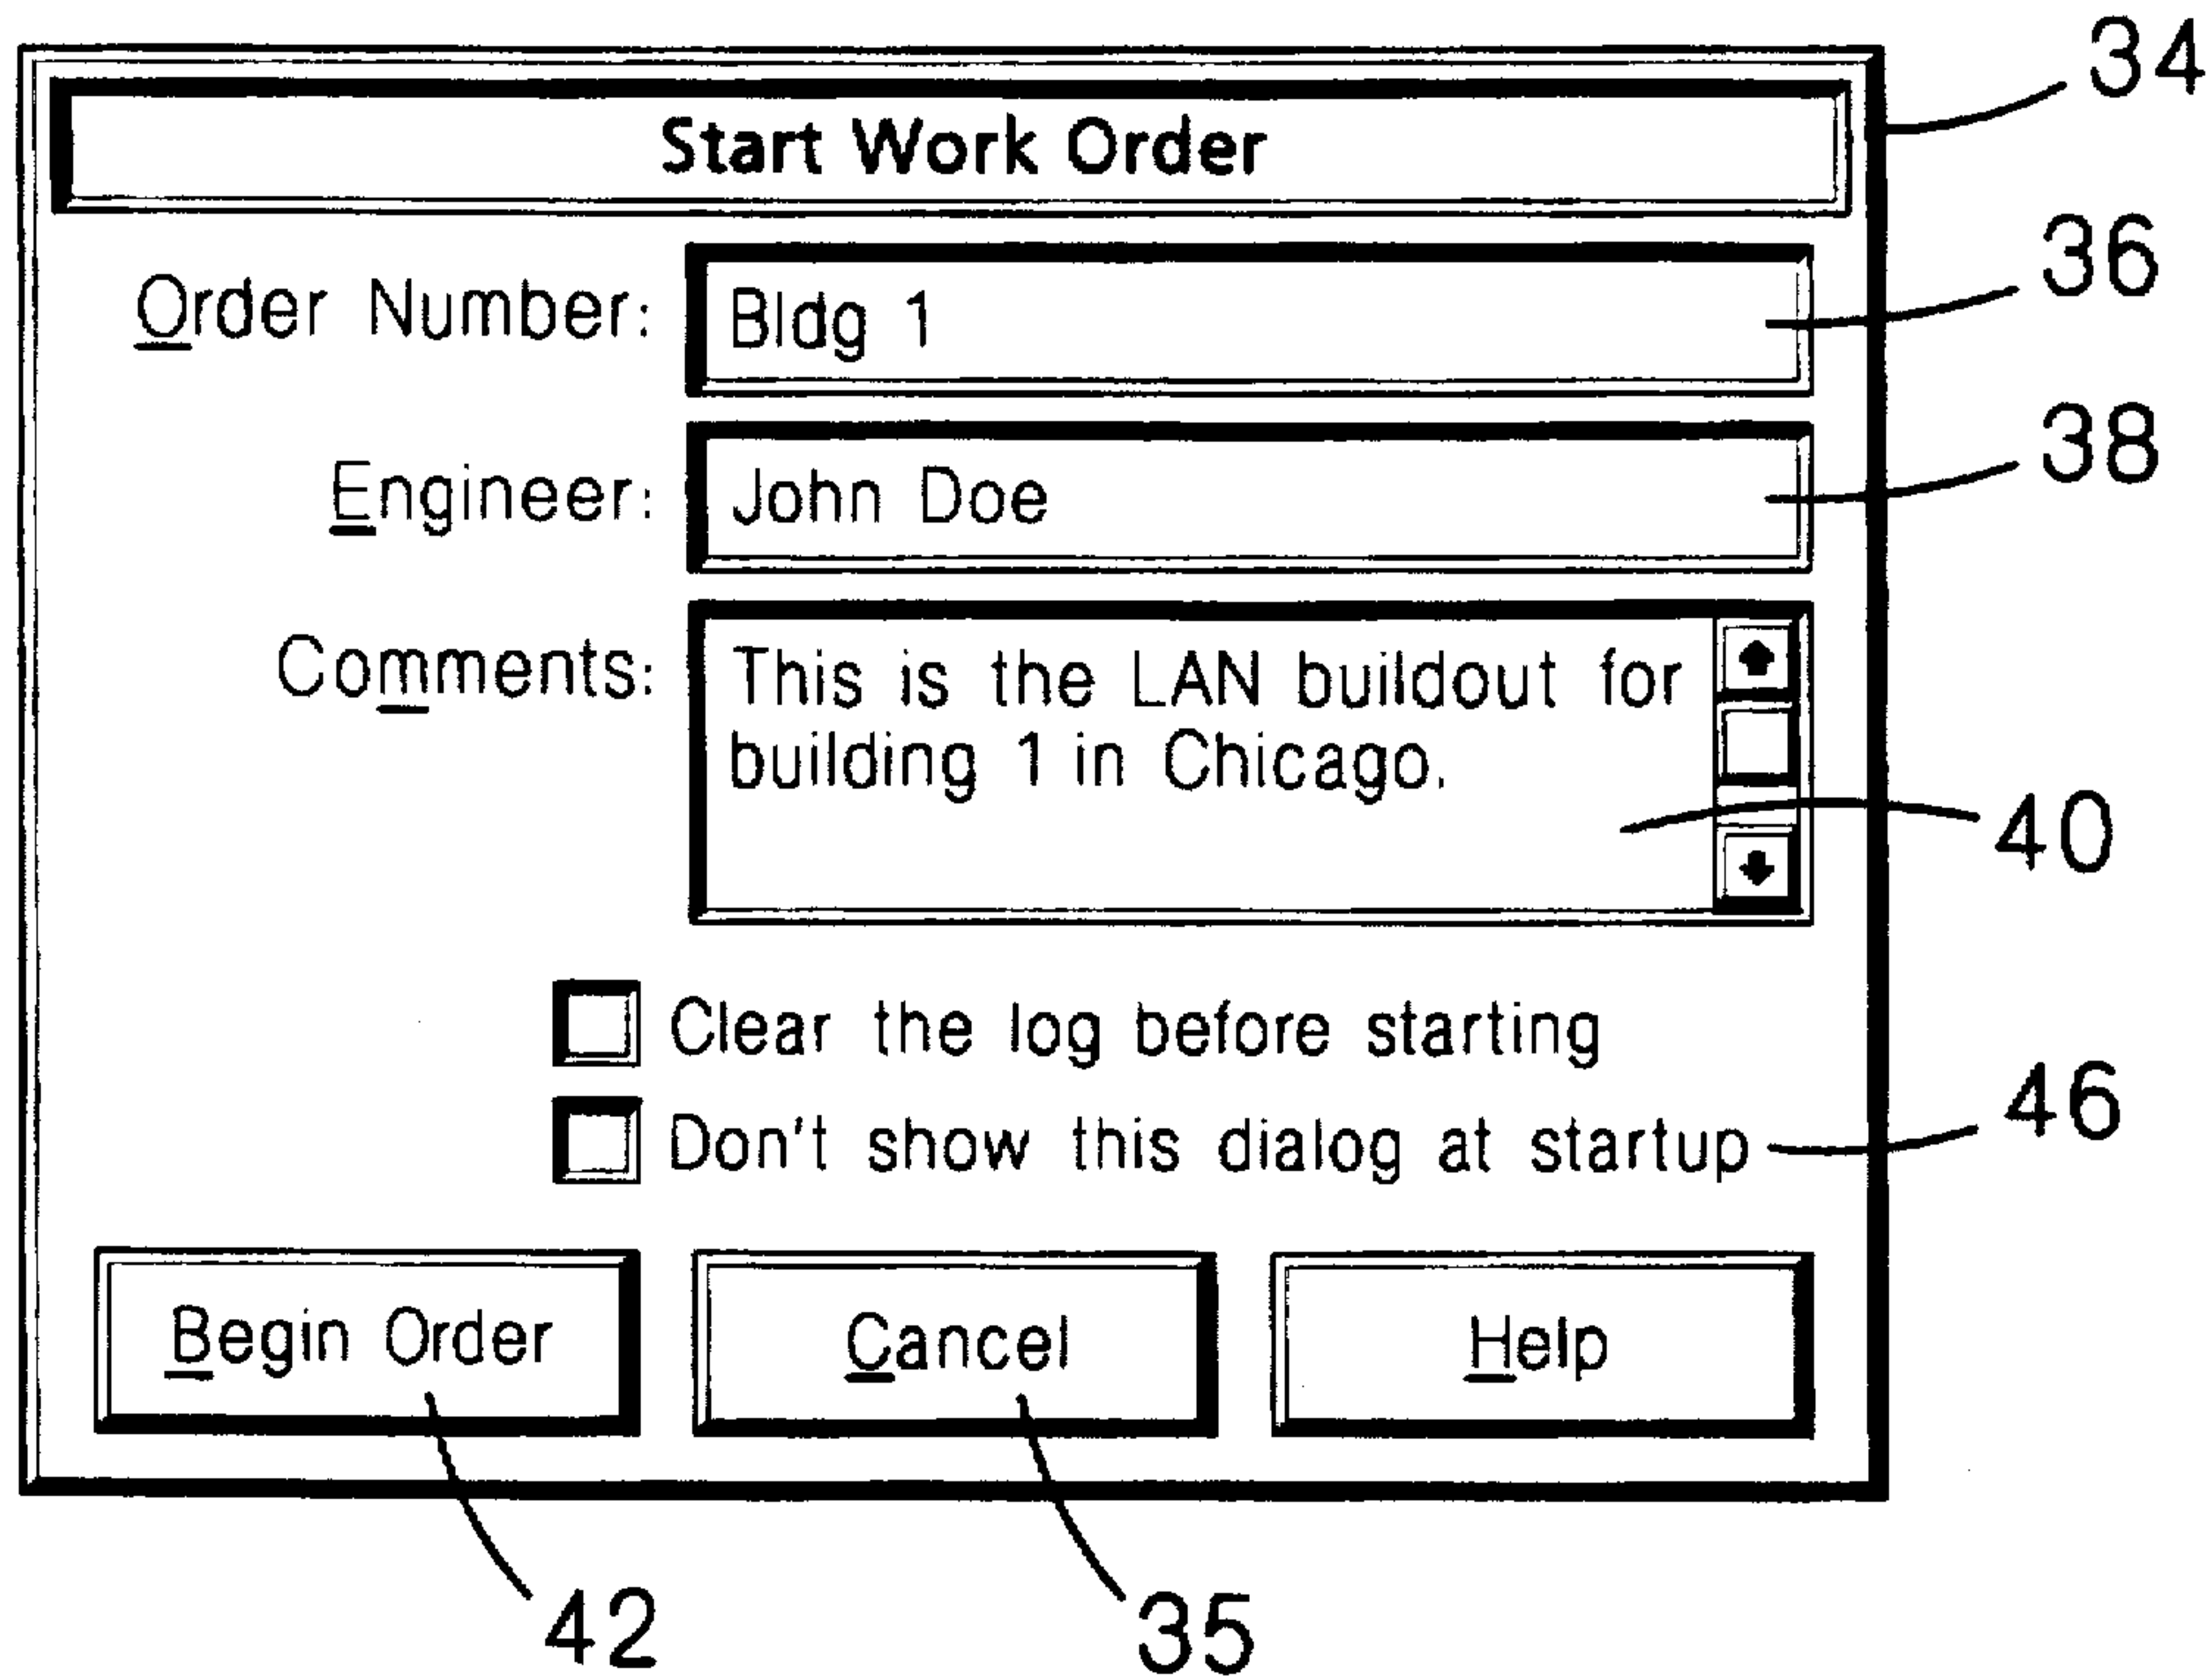 34
Start Work Order
Order Number: Bldg 1
36
Engineer: John Doe
38
Comments: This is the LAN buildout for
building 1 in Chicago.
40
Clear the log before starting
Don't show this dialog at startup
46
Begin Order Cancel Help
42 35